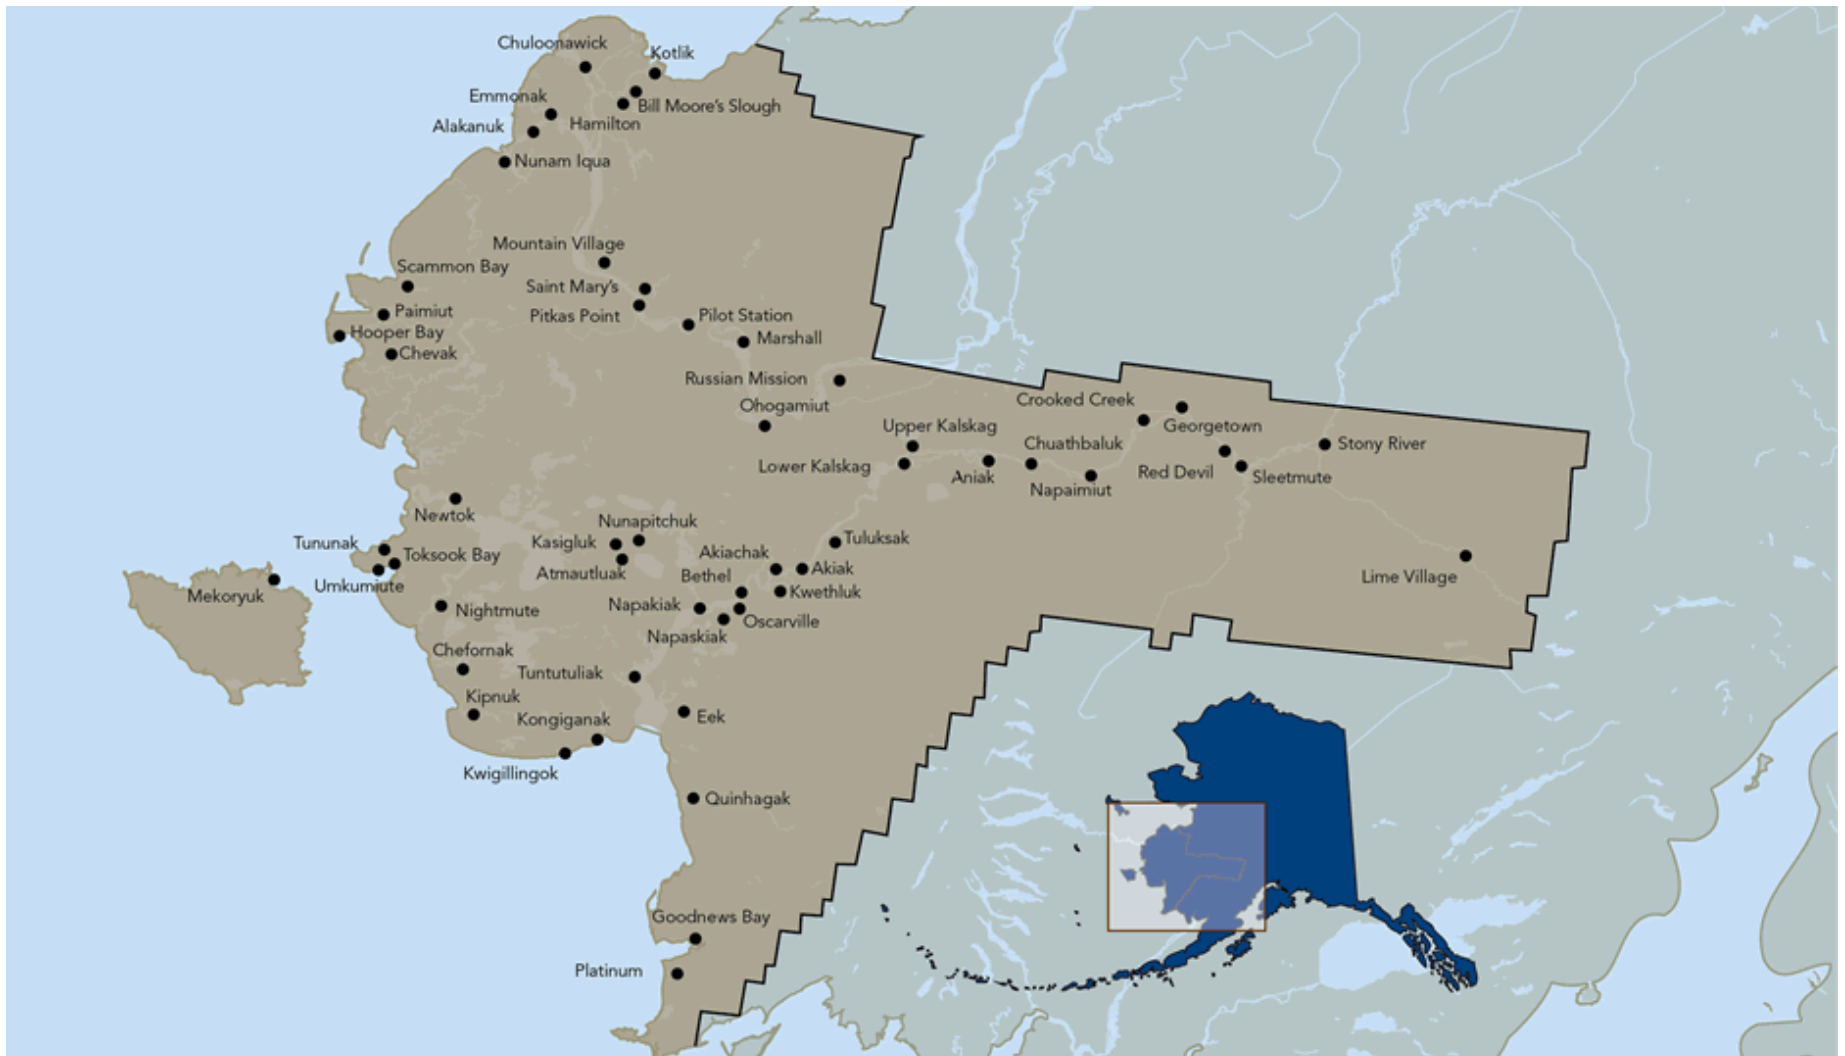 Chuloonawick
Kotlik
Emmonak
Bill Moore's Slough
Alakanuk
Hamilton
Nunam Iqua
Mountain Village
Scammon Bay
Saint Mary's
Paimiut
Pitkas Point
Pilot Station
Hooper Bay
Marshall
Chevak
Russian Mission
Ohogamiut
Crooked Creek
Upper Kalskag
Georgetown
Chuathbaluk
Stony River
Lower Kalskag
Aniak
Red Devil
Sleetmute
Napaimiut
Newtok
Nunapitchuk
Tununak
Kasigluk
Tuluksak
Toksook Bay
Akiachak
Akiak
Atmautluak
Bethel
Lime Village
Umkumiute
Mekoryuk
Kwethluk
Nightmute
Napakiak
Oscarville
Napaskiak
Chefornak
Tuntutuliak
Kipnuk
Kongiganak
Eek
Kwigillingok
Quinhagak
Goodnews Bay
Platinum